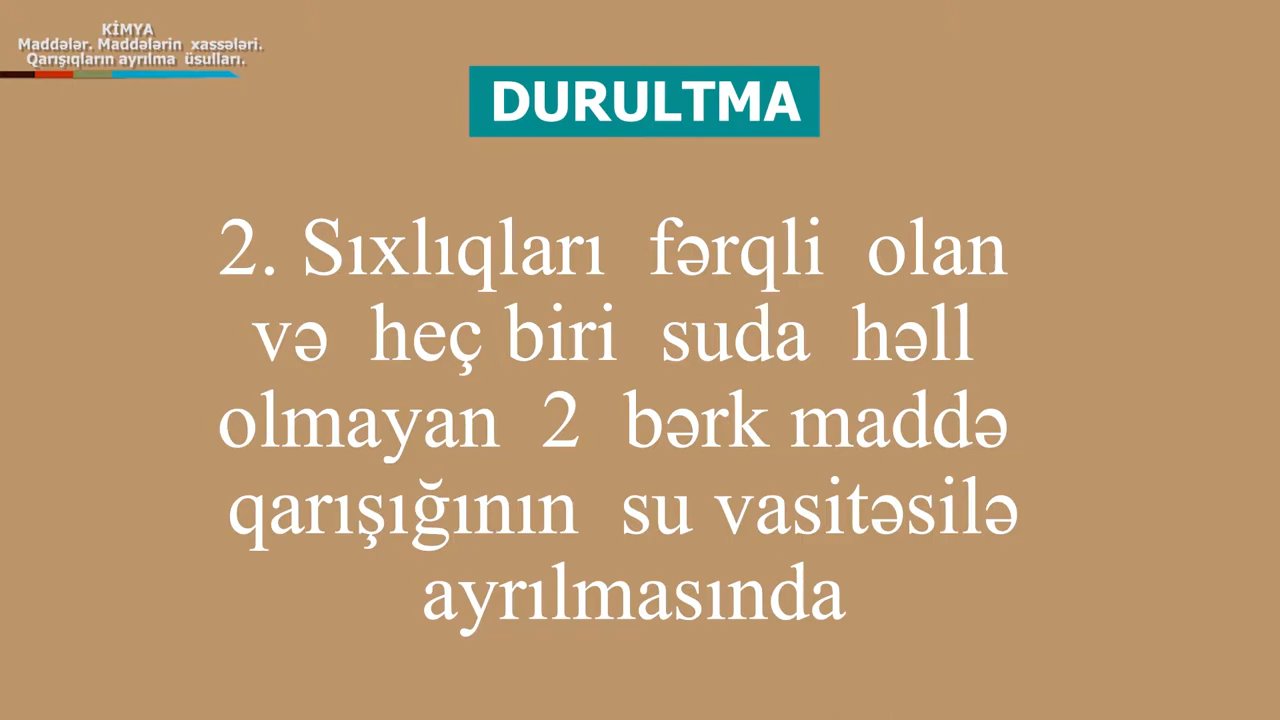 KİMYA
Maddələr. Maddələrin xassələri.
Qarışıqların ayrılma üsulları.
DURULTMA
2. Sıxlıqları fərqli olan
və heç biri suda həll
olmayan 2 bərk maddə
qarışığının su vasitəsilə
ayrılmasında